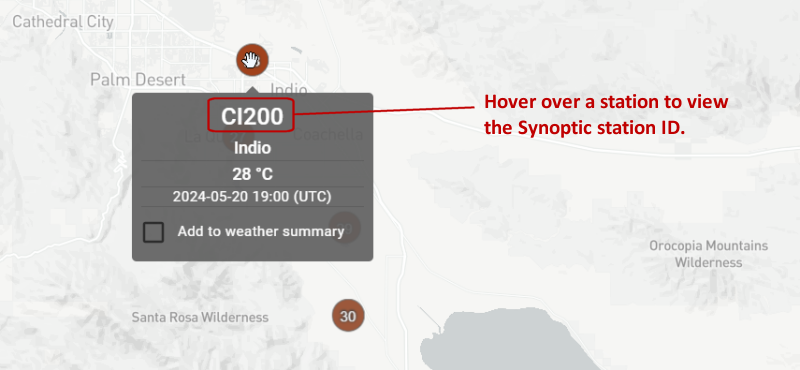 Cathedral City
Palm Desert
Indio
CI200
Hover over a station to view
the Synoptic station ID.
Coachella
Indio
28 °C
2024-05-20 19:00 (UTC)
Add to weather summary
Orocopia Mountains
Wilderness
Santa Rosa Wilderness
30